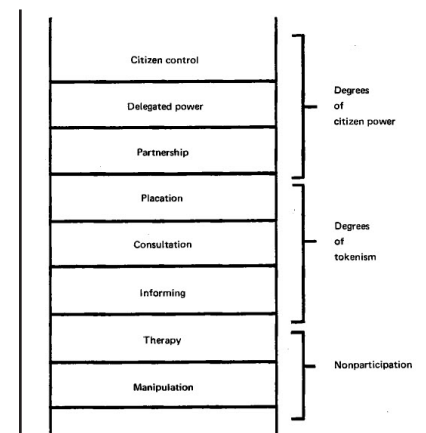 Citizen control
Delegated power
Partnership
Placation
Consultation
Informing
Therapy
Manipulation
Degrees
of
citizen power
Degrees
of
tokenism
Nonparticipation